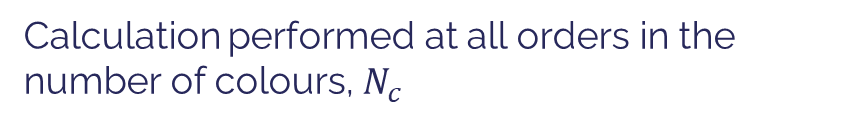 Calculation performed at all orders in the
number of colours, N_c